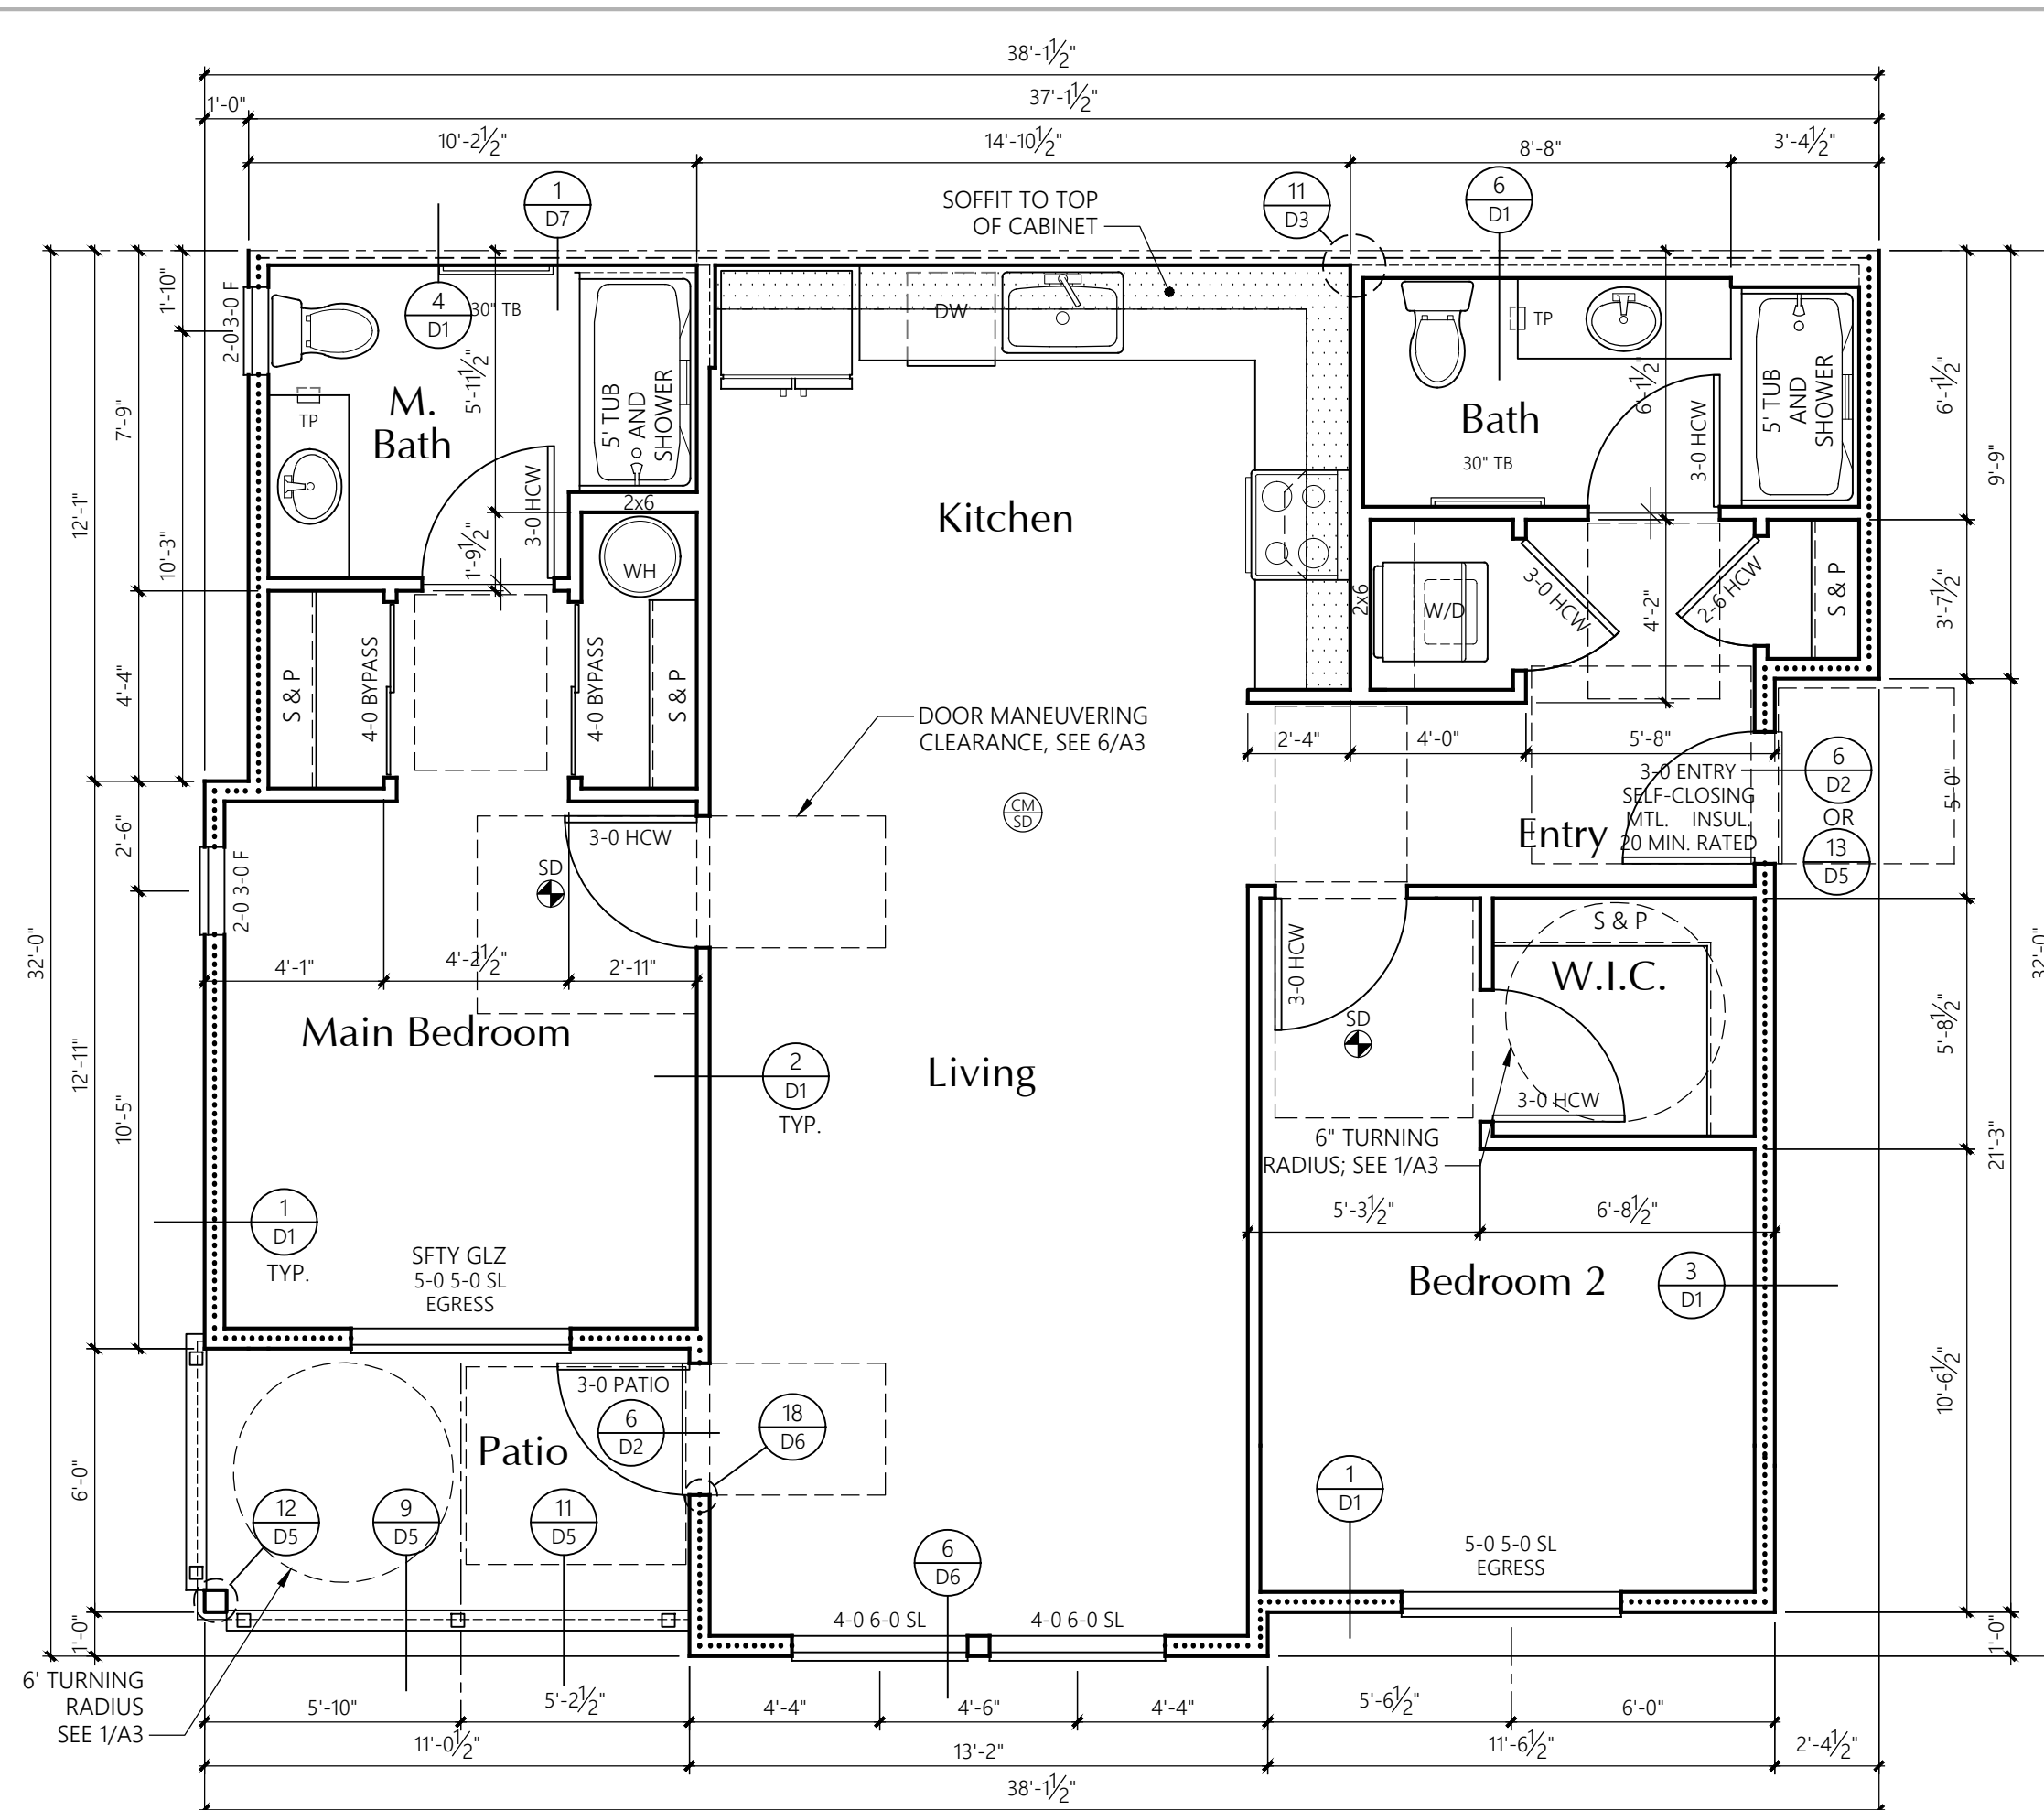 38'-1½"
37'-1½"
1'-0"
10'-2½"
14'-10½"
8'-8"
3'-4½"
1
D7
SOFFIT TO TOP
OF CABINET
11
D3
6
D1
4
D1
30" TB
2-0 3-0 F
TP
M.
Bath
5'-11½"
1'-9½"
3-0 HCW
5' TUB
AND
SHOWER
2x6
WH
DW
Kitchen
TP
Bath
30" TB
6'-1½"
3-0 HCW
5' TUB
AND
SHOWER
2x6
W/D
3-0 HCW
4'-2"
2-6 HCW
S & P
1'-10"
7'-9"
12'-1"
10'-3"
4'-4"
2'-6"
32'-0"
12'-11"
10'-5"
6'-0"
1'-0"
6'-1½"
9'-9"
3'-7½"
5'-0"
32'-0"
5'-8½"
21'-3"
10'-6½"
1'-0"
S & P
4-0 BYPASS
4-0 BYPASS
S & P
DOOR MANEUVERING
CLEARANCE, SEE 6/A3
2'-4"
4'-0"
5'-8"
CM
SD
3-0 ENTRY
SELF-CLOSING
MTL. INSUL.
20 MIN. RATED
Entry
6
D2
OR
13
D5
3-0 HCW
SD
2-0 3-0 F
4'-1"
4'-2½"
2'-11"
Main Bedroom
3-0 HCW
SD
S & P
W.I.C.
3-0 HCW
2
D1
TYP.
Living
6" TURNING
RADIUS; SEE 1/A3
5'-3½"
6'-8½"
1
D1
TYP.
SFTY GLZ
5-0 5-0 SL
EGRESS
Bedroom 2
3
D1
3-0 PATIO
6
D2
Patio
18
D6
12
D5
9
D5
11
D5
6
D6
1
D1
5-0 5-0 SL
EGRESS
4-0 6-0 SL
4-0 6-0 SL
6' TURNING
RADIUS
SEE 1/A3
5'-10"
5'-2½"
4'-4"
4'-6"
4'-4"
5'-6½"
6'-0"
11'-0½"
13'-2"
11'-6½"
2'-4½"
38'-1½"